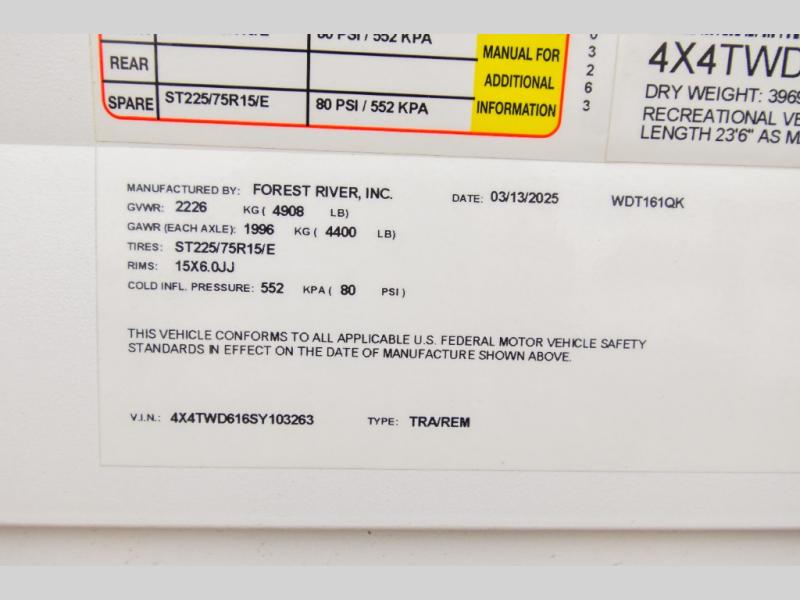 80 PSI / 552 KPA
REAR
SPARE ST225/75R15/E 80 PSI / 552 KPA
MANUAL FOR
ADDITIONAL
INFORMATION
3
2
6
3
4X4TWD
DRY WEIGHT: 396
RECREATIONAL VE
LENGTH 23'6" AS M
MANUFACTURED BY: FOREST RIVER, INC. DATE: 03/13/2025 WDT161QK
GVWR: 2226 KG ( 4908 LB)
GAWR (EACH AXLE): 1996 KG ( 4400 LB)
TIRES: ST225/75R15/E
RIMS: 15X6.0JJ
COLD INFL. PRESSURE: 552 KPA ( 80 PSI )
THIS VEHICLE CONFORMS TO ALL APPLICABLE U.S. FEDERAL MOTOR VEHICLE SAFETY
STANDARDS IN EFFECT ON THE DATE OF MANUFACTURE SHOWN ABOVE.
V.I.N.: 4X4TWD616SY103263 TYPE: TRA/REM